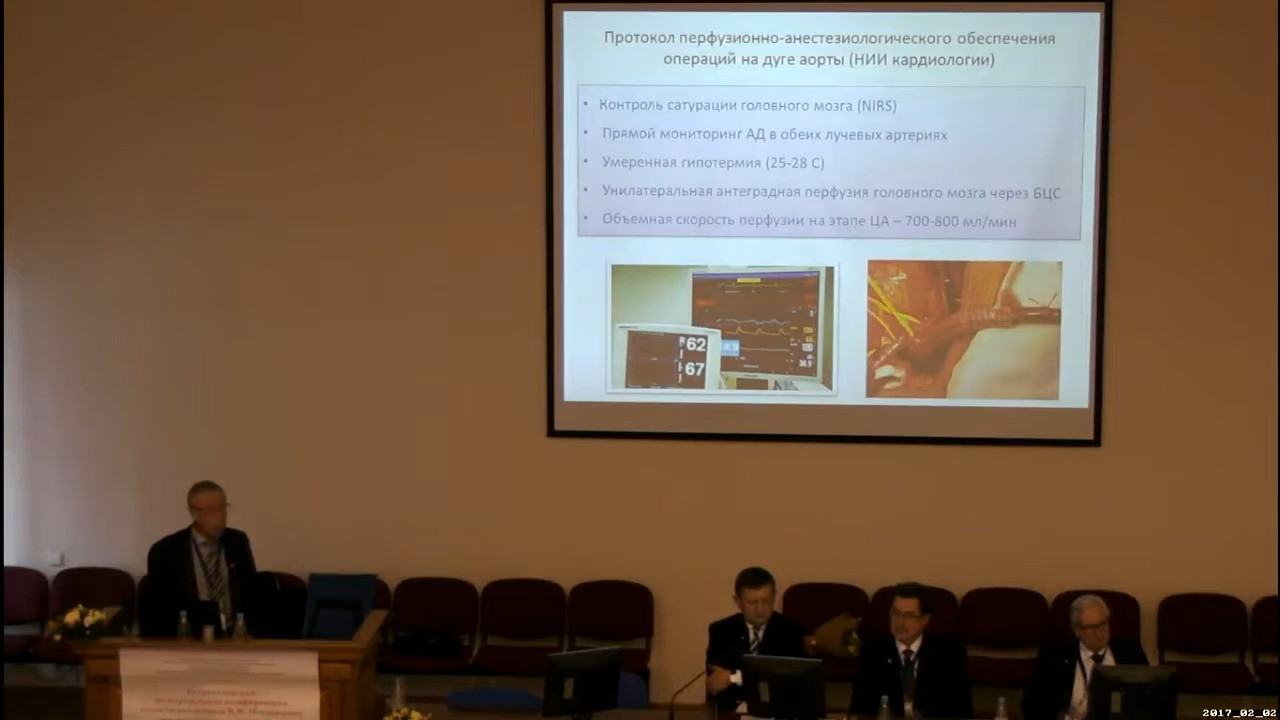 Протокол перфузионно-анестезиологического обеспечения
операций на дуге аорты (НИИ кардиологии)
• Контроль сатурации головного мозга (NIRS)
• Прямой мониторинг АД в обеих лучевых артериях
• Умеренная гипотермия (25-28 С)
• Унилатеральная антеградная перфузия головного мозга через БЦС
• Объемная скорость перфузии на этапе ЦА – 700-800 мл/мин
62
67
2017_02_02